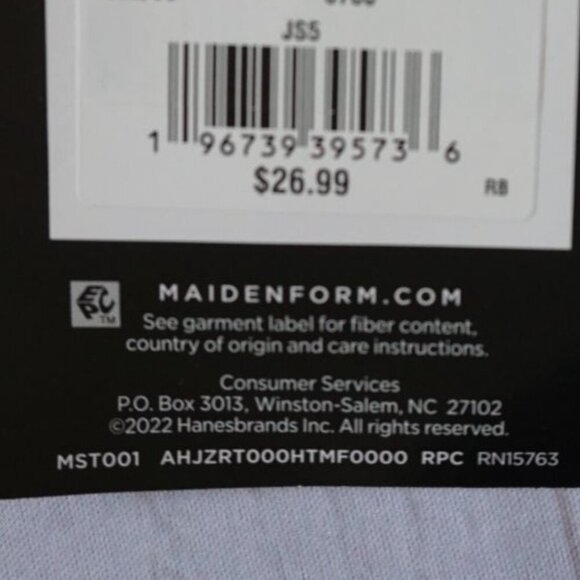 JS5
1 96739 39573 6
$26.99
RB
EPC TM
MAIDENFORM.COM
See garment label for fiber content,
country of origin and care instructions.
Consumer Services
P.O. Box 3013, Winston-Salem, NC 27102
©2022 Hanesbrands Inc. All rights reserved.
MST001 AHJZRT000HTMF0000 RPC RN15763